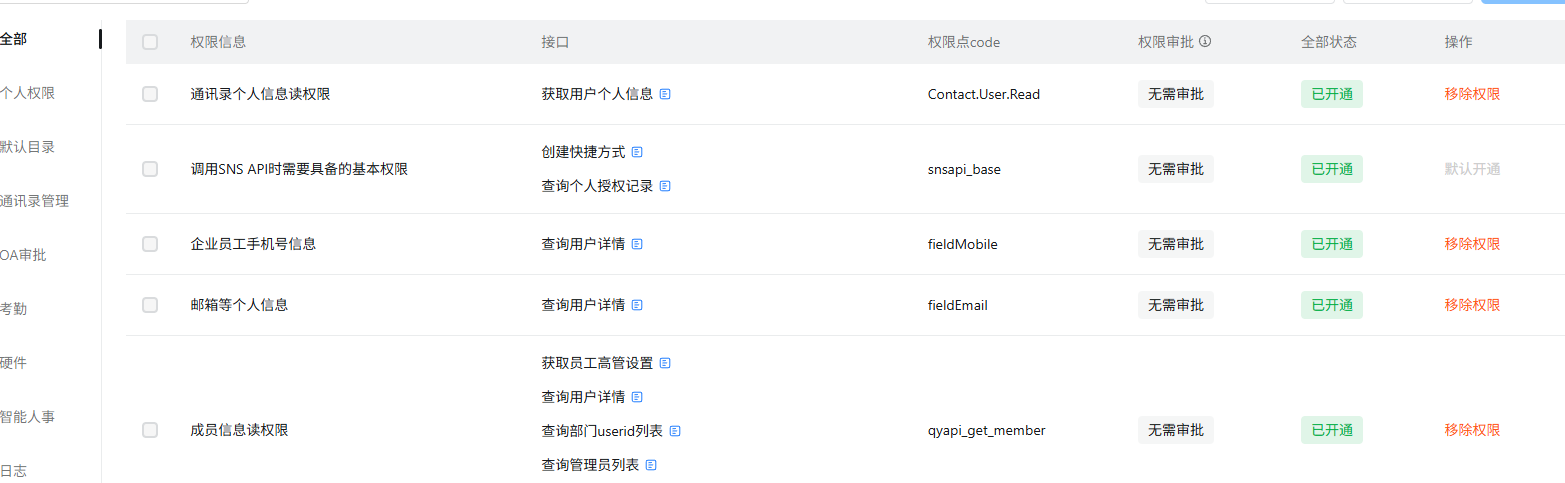 全部
个人权限
默认目录
通讯录管理
OA审批
考勤
硬件
智能人事
日志
权限信息 接口 权限点code 权限审批 全部状态 操作
通讯录个人信息读权限 获取用户个人信息 Contact.User.Read 无需审批 已开通 移除权限
创建快捷方式
调用SNS API时需要具备的基本权限 snsapi_base 无需审批 已开通 默认开通
查询个人授权记录
企业员工手机号信息 查询用户详情 fieldMobile 无需审批 已开通 移除权限
邮箱等个人信息 查询用户详情 fieldEmail 无需审批 已开通 移除权限
获取员工高管设置
查询用户详情
成员信息读权限 查询部门userid列表 qyapi_get_member 无需审批 已开通 移除权限
查询管理员列表